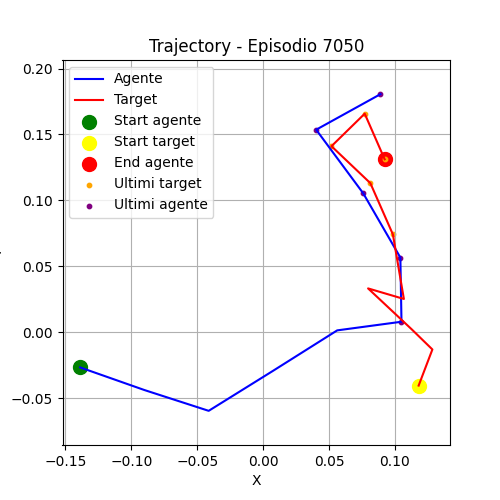 Trajectory - Episodio 7050
Agente
Target
Start agente
Start target
End agente
Ultimi target
Ultimi agente
0.20
0.15
0.10
0.05
0.00
−0.05
−0.15
−0.10
−0.05
0.00
0.05
0.10
X